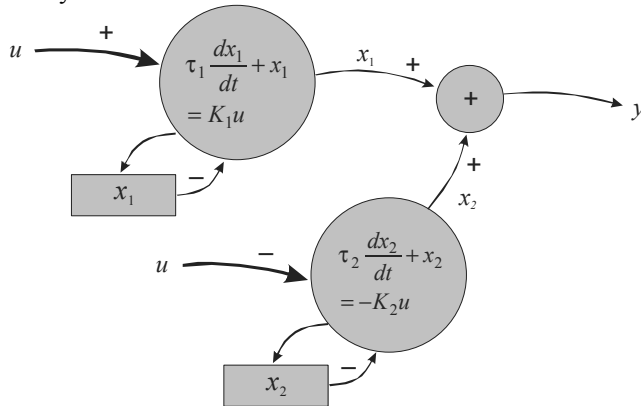 u
+
τ₁ dx₁/dt + x₁
= K₁u
x₁
+
+
y
x₁
−
+
x₂
u
−
τ₂ dx₂/dt + x₂
= −K₂u
x₂
−